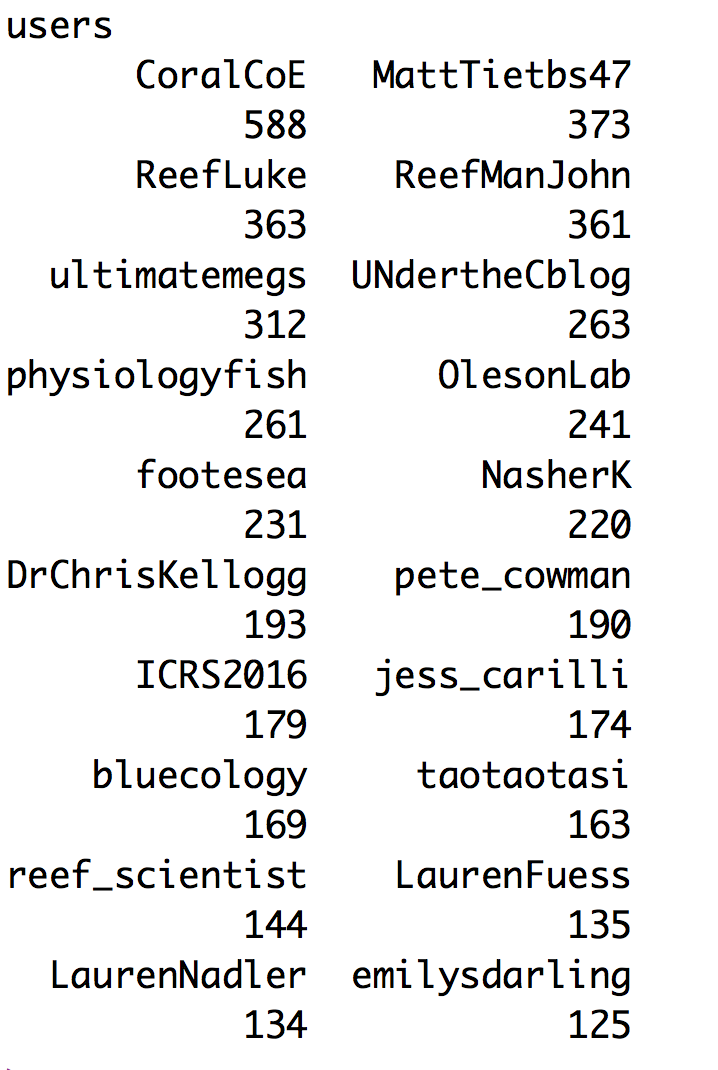 users
CoralCoE MattTietbs47
588 373
ReefLuke ReefManJohn
363 361
ultimatemegs UNdertheCblog
312 263
physiologyfish OlesonLab
261 241
footesea NasherK
231 220
DrChrisKellogg pete_cowman
193 190
ICRS2016 jess_carilli
179 174
bluecology taotaotasi
169 163
reef_scientist LaurenFuess
144 135
LaurenNadler emilysdarling
134 125